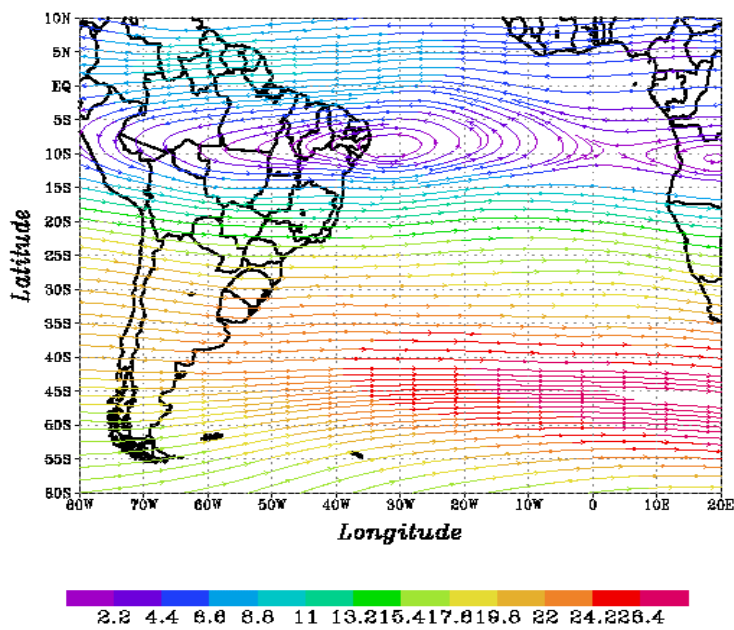 10N
5N
EQ
5S
10S
15S
20S
25S
30S
35S
40S
45S
50S
55S
60S
Latitude
80W 70W 60W 50W 40W 30W 20W 10W 0 10E 20E
Longitude
2.2 4.4 6.6 8.8 11 13.2 15.4 17.6 19.8 22 24.2 26.4